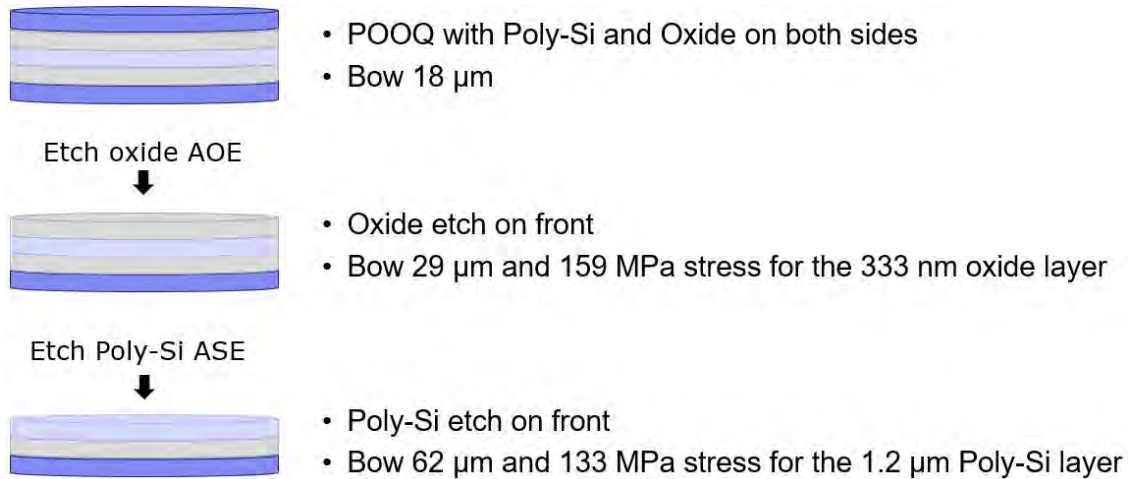 • POOQ with Poly-Si and Oxide on both sides
• Bow 18 µm
Etch oxide AOE
• Oxide etch on front
• Bow 29 µm and 159 MPa stress for the 333 nm oxide layer
Etch Poly-Si ASE
• Poly-Si etch on front
• Bow 62 µm and 133 MPa stress for the 1.2 µm Poly-Si layer